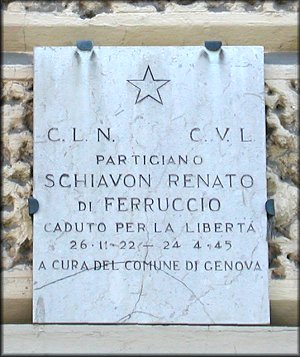 C.L.N. C.V.L.
PARTIGIANO
SCHIAVON RENATO
DI FERRUCCIO
CADUTO PER LA LIBERTÀ
26-11-22 - 24-4-45
A CURA DEL COMUNE DI GENOVA